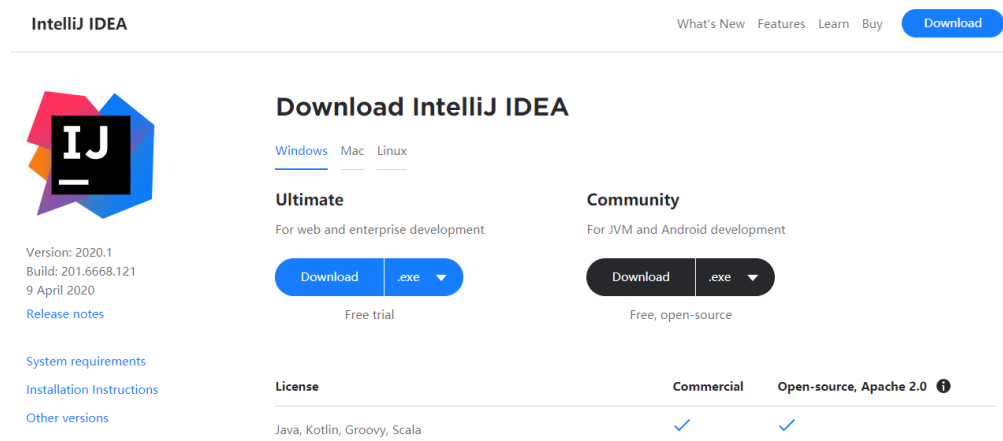 IntelliJ IDEA
What's New Features Learn Buy Download
IJ
Version: 2020.1
Build: 201.6668.121
9 April 2020
Release notes
System requirements
Installation Instructions
Other versions
Download IntelliJ IDEA
Windows Mac Linux
Ultimate
For web and enterprise development
Download .exe
Free trial
Community
For JVM and Android development
Download .exe
Free, open-source
License Commercial Open-source, Apache 2.0
Java, Kotlin, Groovy, Scala